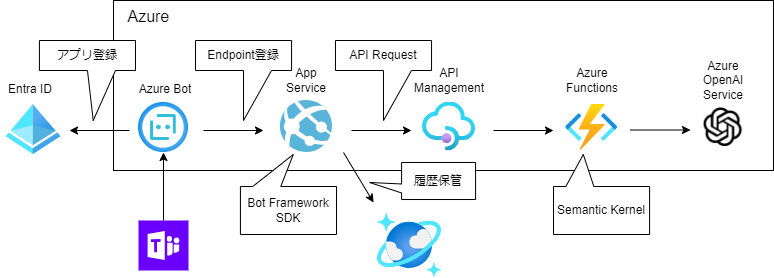 Azure
アプリ登録
Endpoint登録
API Request
Entra ID
Azure Bot
App
Service
API
Management
Azure
Functions
Azure
OpenAI
Service
履歴保管
Bot Framework
SDK
Semantic Kernel
T